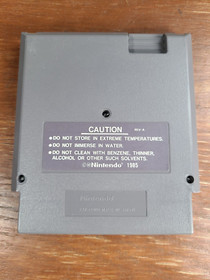 CAUTION
REV-A
●DO NOT STORE IN EXTREME TEMPERATURES.
●DO NOT IMMERSE IN WATER.
●DO NOT CLEAN WITH BENZENE, THINNER,
ALCOHOL OR OTHER SUCH SOLVENTS.
©®Nintendo® 1985